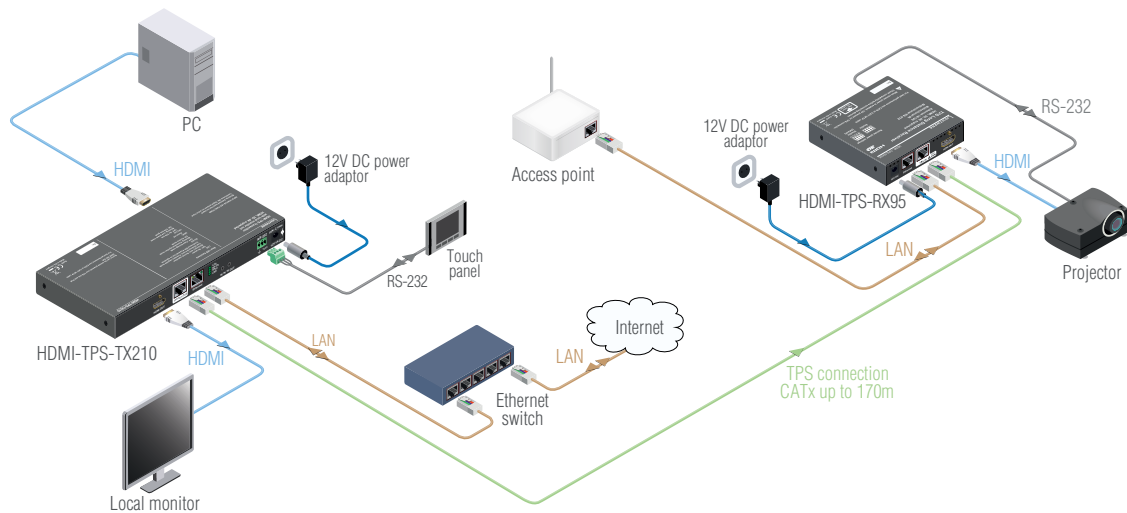 PC
HDMI
12V DC power
adaptor
Touch
panel
RS-232
HDMI-TPS-TX210
HDMI
LAN
Local monitor
Ethernet
switch
LAN
Internet
Access point
12V DC power
adaptor
HDMI-TPS-RX95
LAN
HDMI
RS-232
Projector
TPS connection
CATx up to 170m